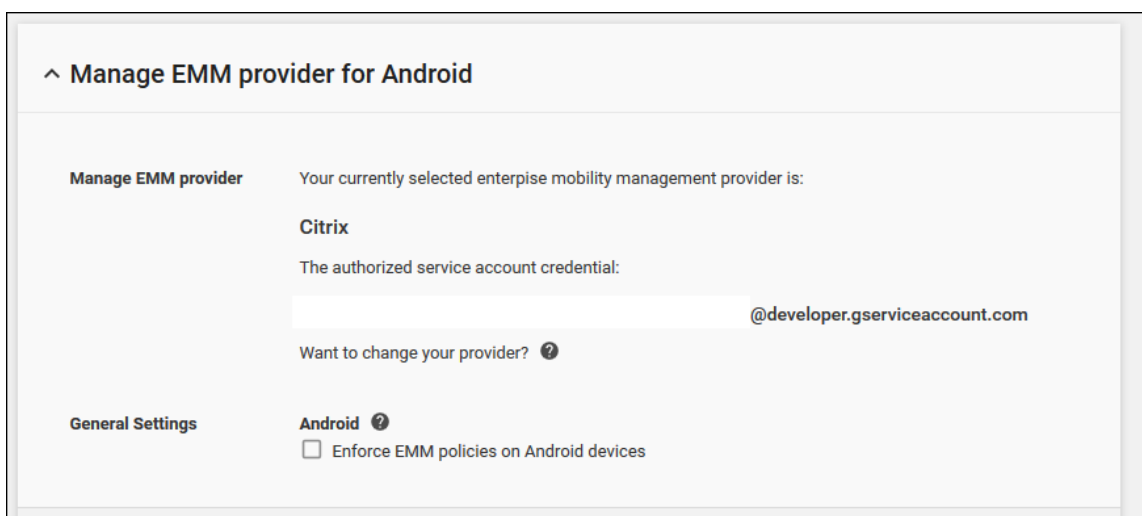 Manage EMM provider for Android
Manage EMM provider
Your currently selected enterpise mobility management provider is:
Citrix
The authorized service account credential:
@developer.gserviceaccount.com
Want to change your provider?
General Settings
Android
Enforce EMM policies on Android devices